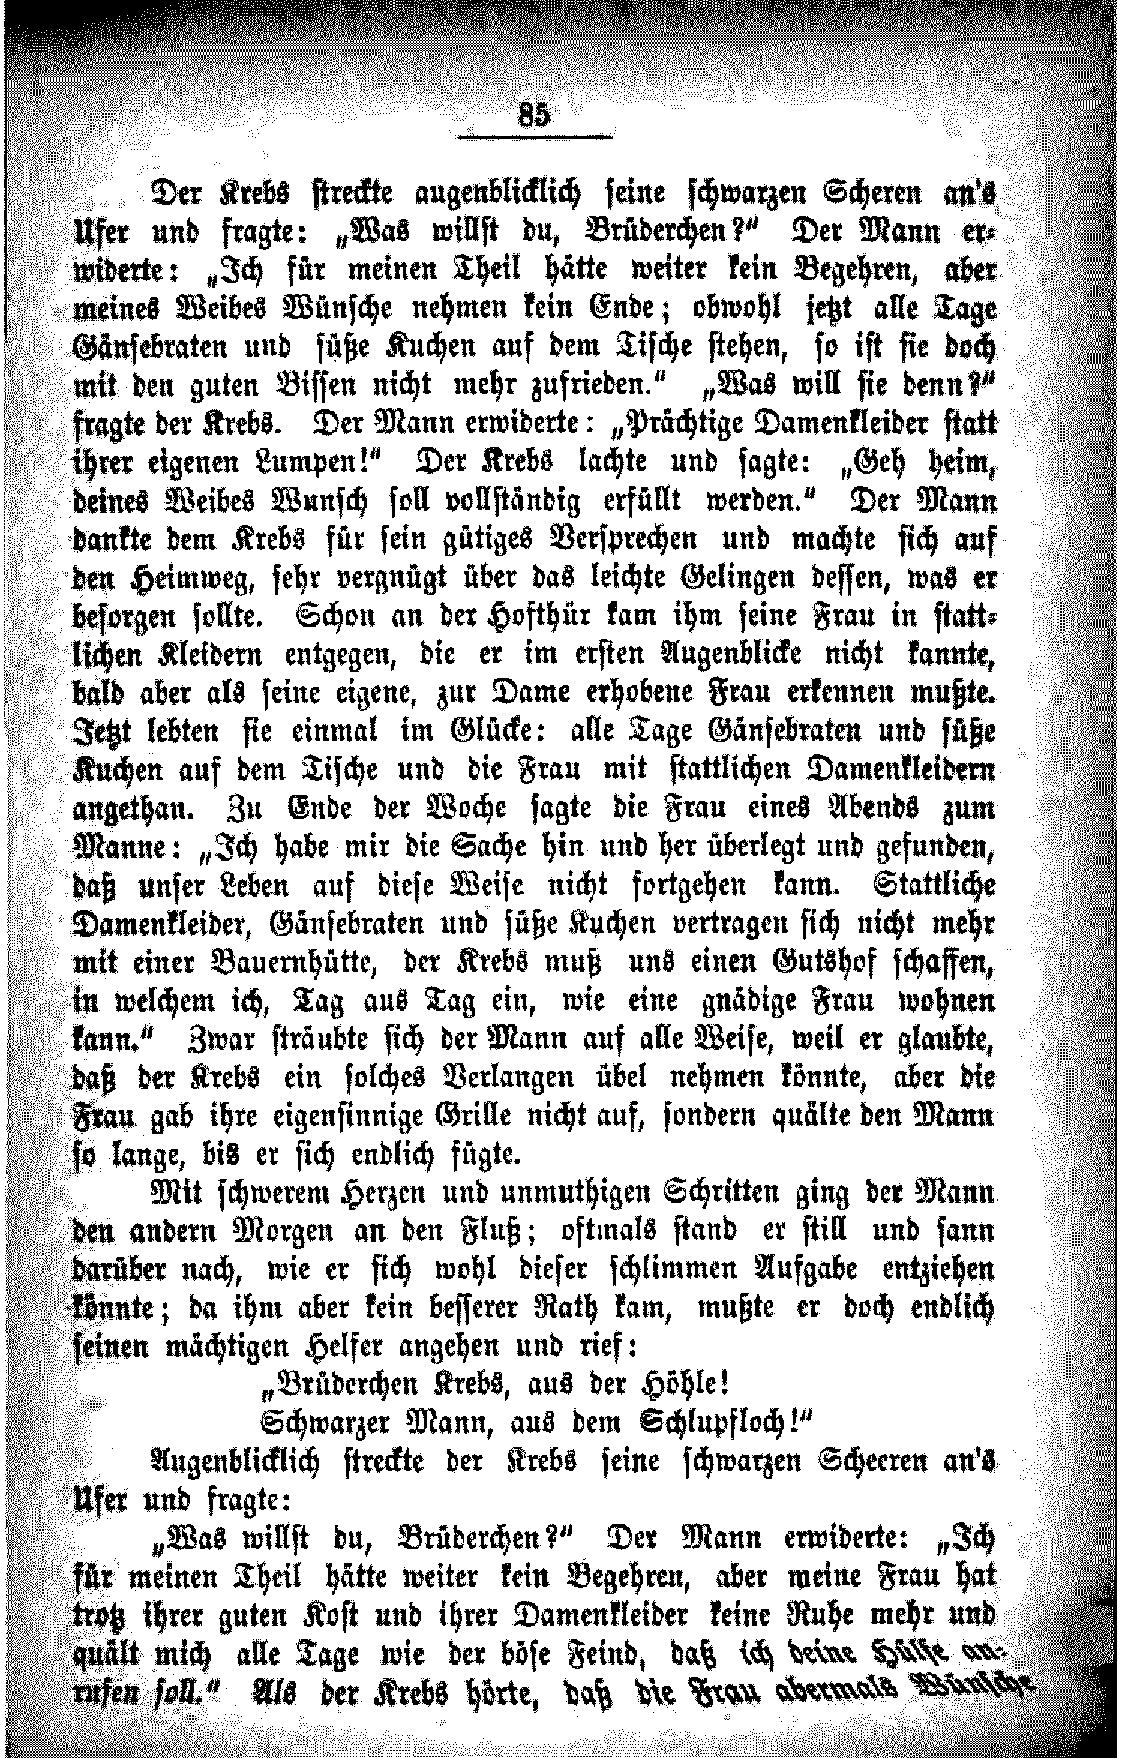 85
Der Krebs streckte augenblicklich seine schwarzen Scheren an's
Ufer und fragte: „Was willst du, Brüderchen?“ Der Mann er-
widerte: „Ich für meinen Theil hätte weiter kein Begehren, aber
meines Weibes Wünsche nehmen kein Ende; obwohl jetzt alle Tage
Gänsebraten und süße Kuchen auf dem Tische stehen, so ist sie doch
mit den guten Bissen nicht mehr zufrieden.“ „Was will sie denn?“
fragte der Krebs. Der Mann erwiderte: „Prächtige Damenkleider statt
ihrer eigenen Lumpen!“ Der Krebs lachte und sagte: „Geh heim,
deines Weibes Wunsch soll vollständig erfüllt werden.“ Der Mann
dankte dem Krebs für sein gütiges Versprechen und machte sich auf
den Heimweg, sehr vergnügt über das leichte Gelingen dessen, was er
besorgen sollte. Schon an der Hofthür kam ihm seine Frau in statt-
lichen Kleidern entgegen, die er im ersten Augenblicke nicht kannte,
bald aber als seine eigene, zur Dame erhobene Frau erkennen mußte.
Jetzt lebten sie einmal im Glücke: alle Tage Gänsebraten und süße
Kuchen auf dem Tische und die Frau mit stattlichen Damenkleidern
angethan. Zu Ende der Woche sagte die Frau eines Abends zum
Manne: „Ich habe mir die Sache hin und her überlegt und gefunden,
daß unser Leben auf diese Weise nicht fortgehen kann. Stattliche
Damenkleider, Gänsebraten und süße Kuchen vertragen sich nicht mehr
mit einer Bauernhütte, der Krebs muß uns einen Gutshof schaffen,
in welchem ich, Tag aus Tag ein, wie eine gnädige Frau wohnen
kann.“ Zwar sträubte sich der Mann auf alle Weise, weil er glaubte,
daß der Krebs ein solches Verlangen übel nehmen könnte, aber die
Frau gab ihre eigensinnige Grille nicht auf, sondern quälte den Mann
so lange, bis er sich endlich fügte.
Mit schwerem Herzen und unmuthigen Schritten ging der Mann
den andern Morgen an den Fluß; oftmals stand er still und sann
darüber nach, wie er sich wohl dieser schlimmen Aufgabe entziehen
könnte; da ihm aber kein besserer Rath kam, mußte er doch endlich
seinen mächtigen Helfer angehen und rief:
„Brüderchen Krebs, aus der Höhle!
Schwarzer Mann, aus dem Schlupfloch!“
Augenblicklich streckte der Krebs seine schwarzen Scheeren an's
Ufer und fragte:
„Was willst du, Brüderchen?“ Der Mann erwiderte: „Ich
für meinen Theil hätte weiter kein Begehren, aber meine Frau hat
trotz ihrer guten Kost und ihrer Damenkleider keine Ruhe mehr und
quält mich alle Tage wie der böse Feind, daß ich deine Hülfe an-
rufen soll.“ Als der Krebs hörte, daß die Frau abermals Wünsche